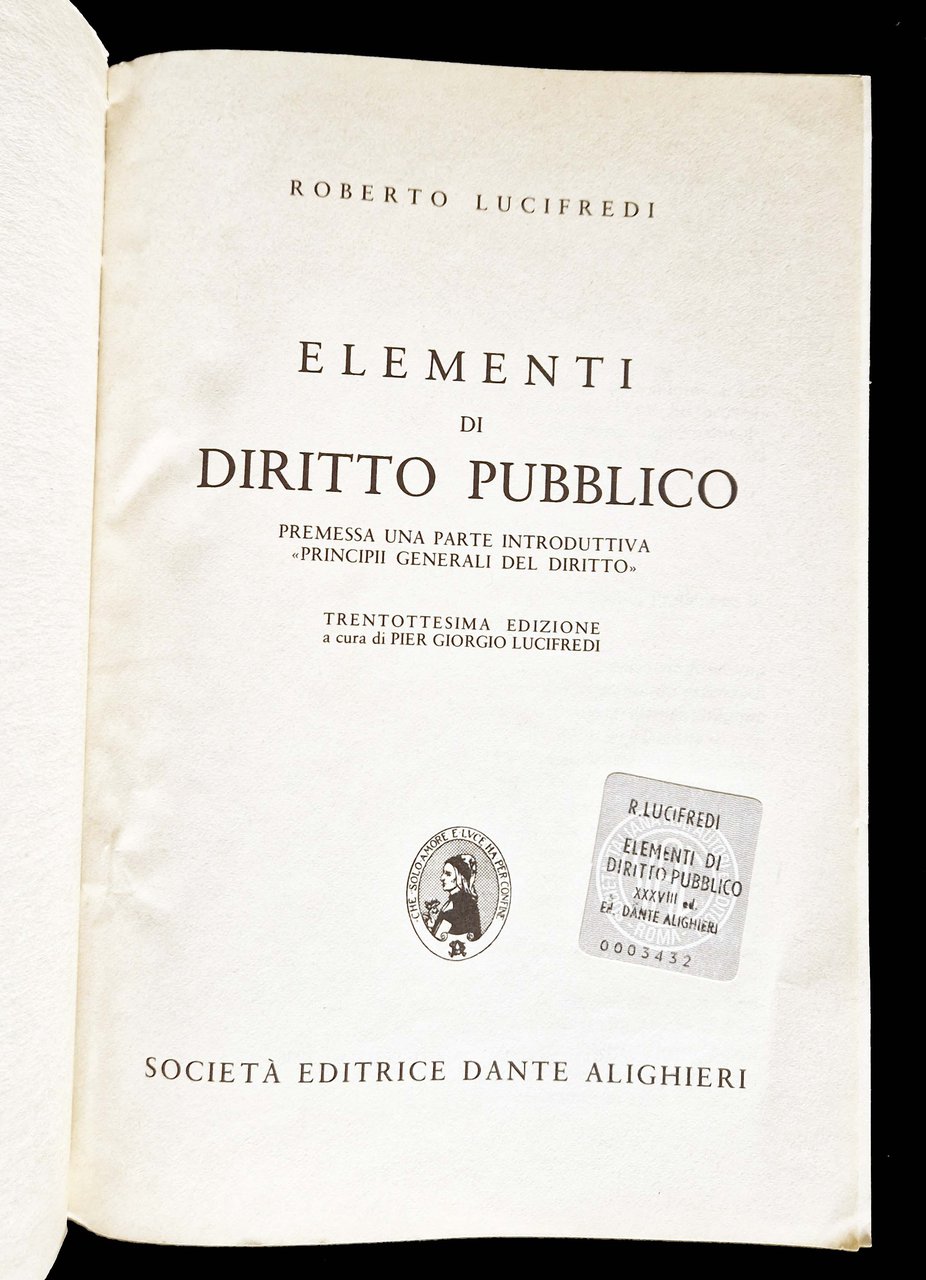 ROBERTO LUCIFREDI
ELEMENTI
DI
DIRITTO PUBBLICO
PREMESSA UNA PARTE INTRODUTTIVA
«PRINCIPII GENERALI DEL DIRITTO»
TRENTOTTESIMA EDIZIONE
a cura di PIER GIORGIO LUCIFREDI
CHE SOLO AMORE E LVCE HA PER CONFINE
R. LUCIFREDI
ELEMENTI DI
DIRITTO PUBBLICO
XXXVIII ed.
Ed. DANTE ALIGHIERI
ROMA
0003432
SOCIETÀ EDITRICE DANTE ALIGHIERI